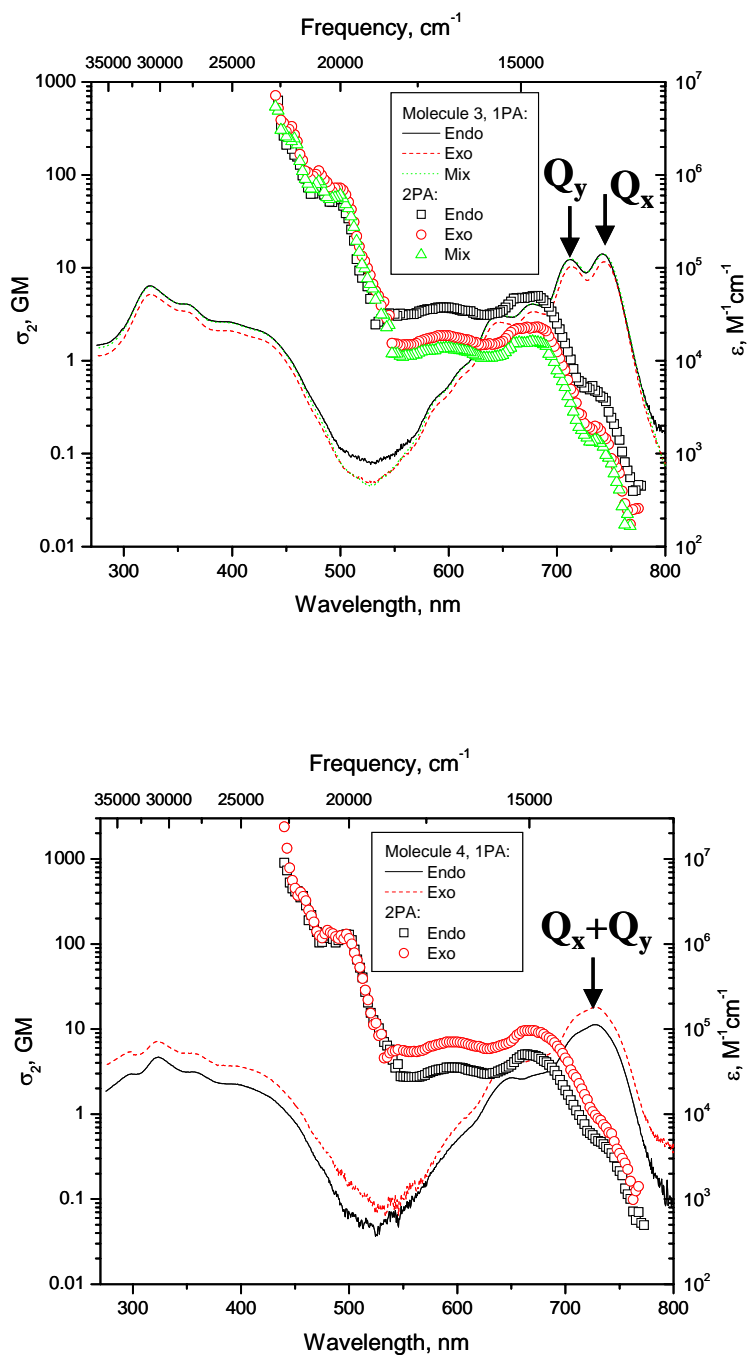 Frequency, cm⁻¹
35000 30000 25000 20000 15000
1000
100
10
1
0.1
0.01
σ₂, GM
Molecule 3, 1PA:
Endo
Exo
Mix
2PA:
Endo
Exo
Mix
Q_y
Q_x
10⁷
10⁶
10⁵
10⁴
10³
10²
ε, M⁻¹cm⁻¹
300 400 500 600 700 800
Wavelength, nm
Frequency, cm⁻¹
35000 30000 25000 20000 15000
1000
100
10
1
0.1
0.01
σ₂, GM
Molecule 4, 1PA:
Endo
Exo
2PA:
Endo
Exo
Q_x+Q_y
10⁷
10⁶
10⁵
10⁴
10³
10²
ε, M⁻¹cm⁻¹
300 400 500 600 700 800
Wavelength, nm